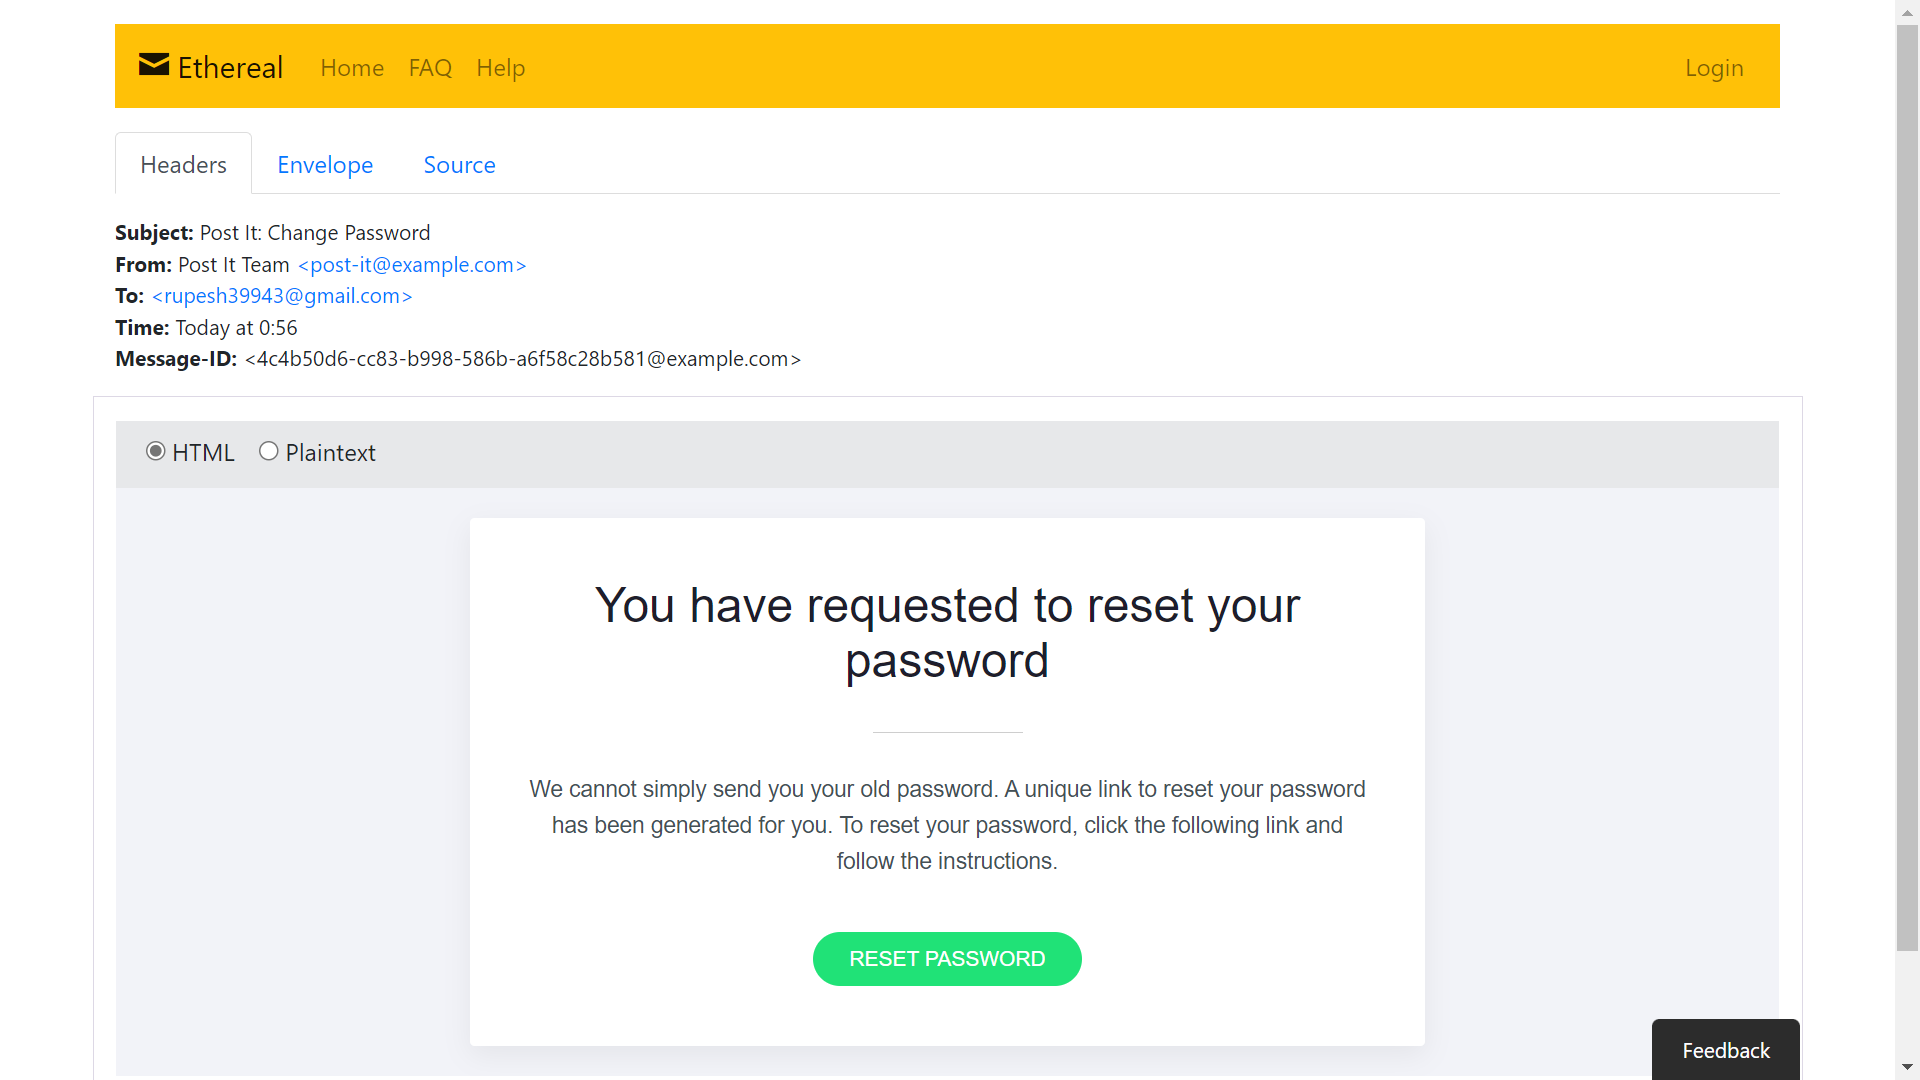 Ethereal Home FAQ Help Login
Headers Envelope Source
Subject: Post It: Change Password
From: Post It Team <post-it@example.com>
To: <rupesh39943@gmail.com>
Time: Today at 0:56
Message-ID: <4c4b50d6-cc83-b998-586b-a6f58c28b581@example.com>
HTML Plaintext
You have requested to reset your
password
We cannot simply send you your old password. A unique link to reset your password
has been generated for you. To reset your password, click the following link and
follow the instructions.
RESET PASSWORD
Feedback